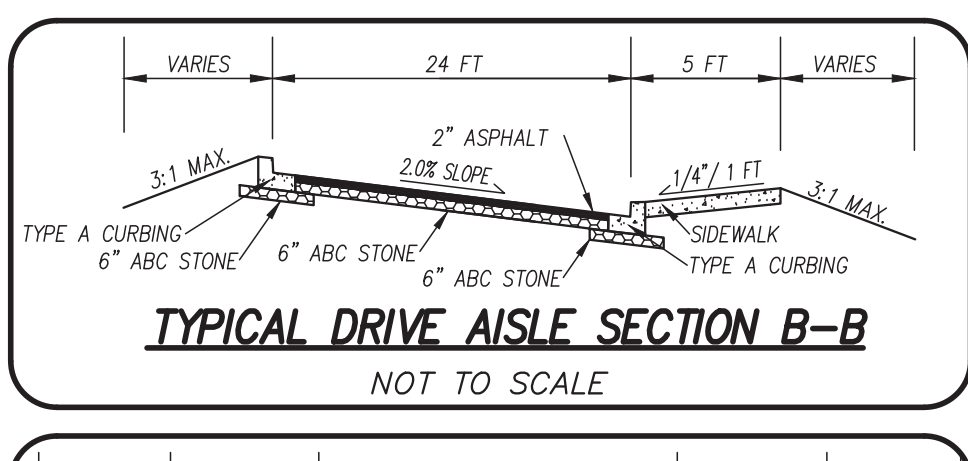 VARIES
24 FT
5 FT
VARIES
2" ASPHALT
3:1 MAX.
2.0% SLOPE
1/4"/ 1 FT
3:1 MAX.
TYPE A CURBING
6" ABC STONE
6" ABC STONE
6" ABC STONE
SIDEWALK
TYPE A CURBING
TYPICAL DRIVE AISLE SECTION B-B
NOT TO SCALE